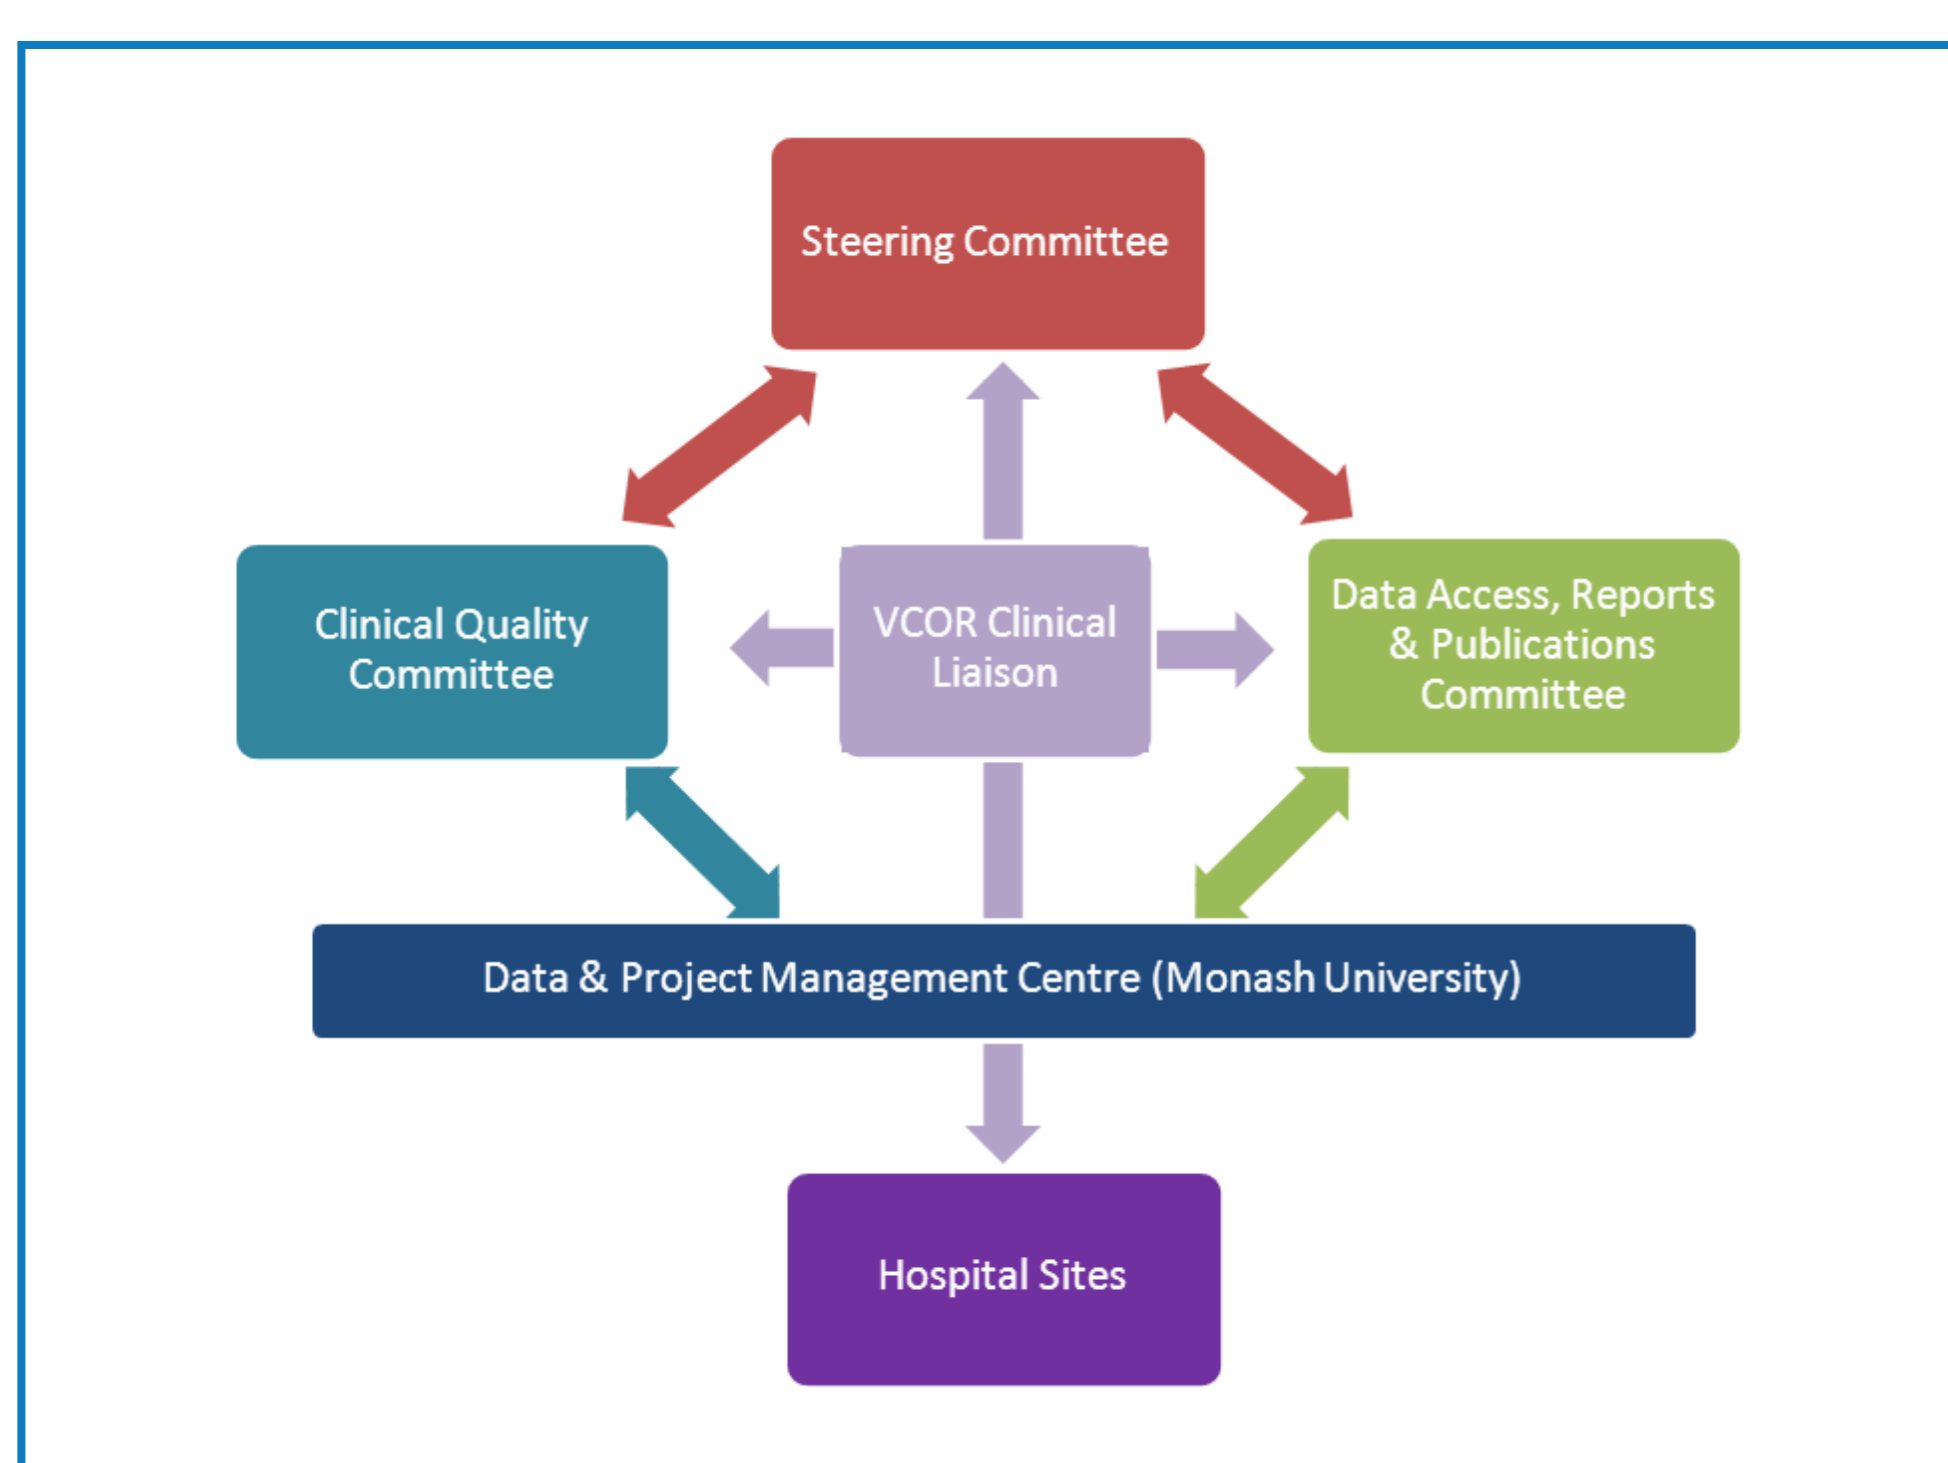 Steering Committee
Clinical Quality
Committee
VCOR Clinical
Liaison
Data Access, Reports
& Publications
Committee
Data & Project Management Centre (Monash University)
Hospital Sites